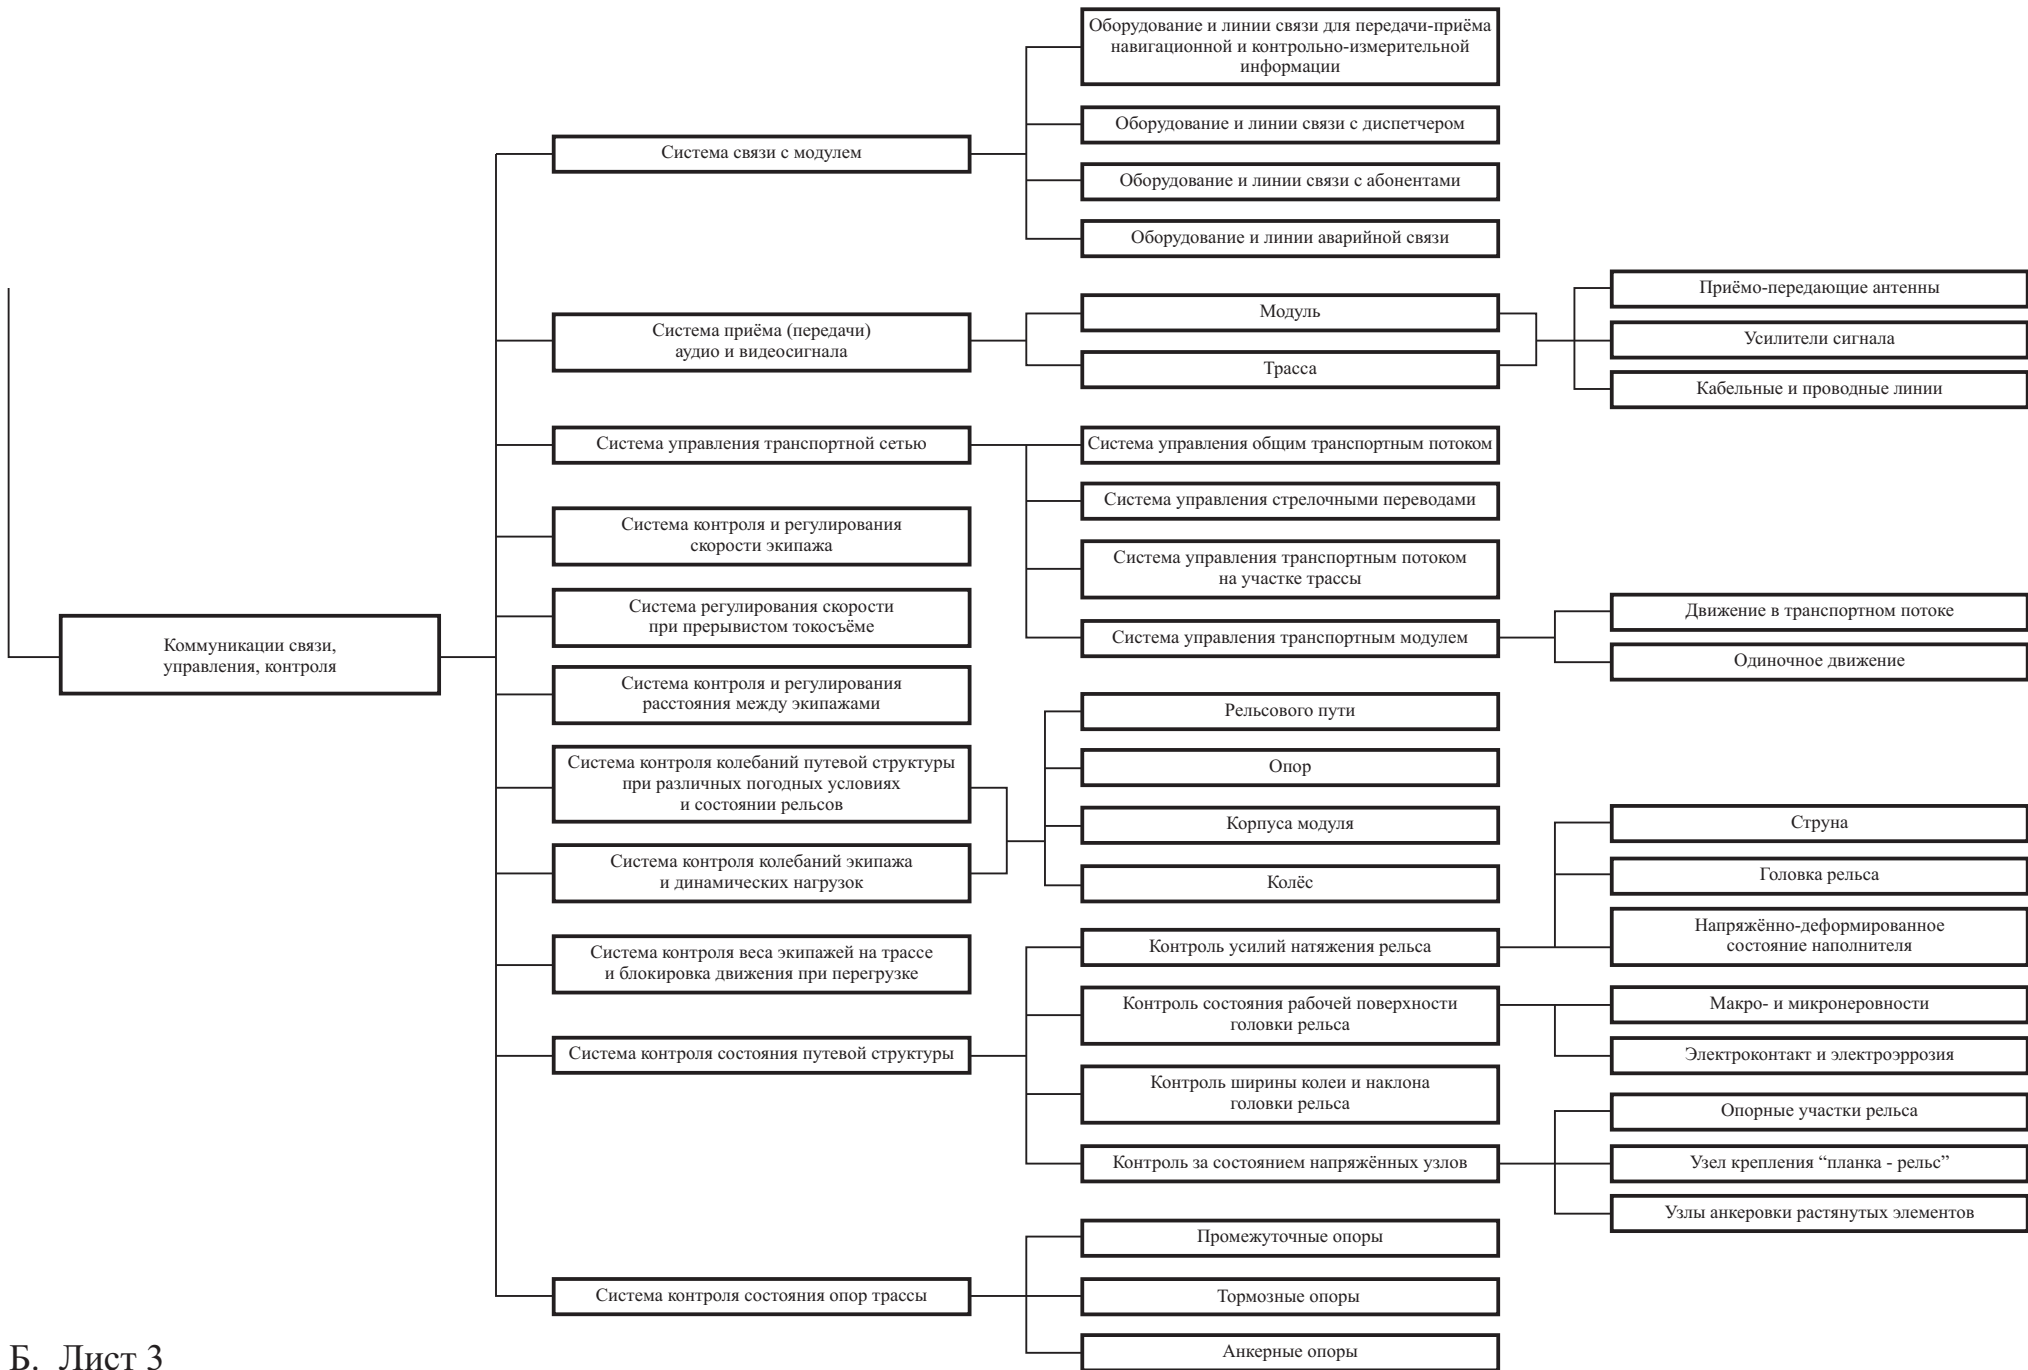 Оборудование и линии связи для передачи-приёма
навигационной и контрольно-измерительной
информации
Оборудование и линии связи с диспетчером
Система связи с модулем
Оборудование и линии связи с абонентами
Оборудование и линии аварийной связи
Приёмо-передающие антенны
Модуль
Система приёма (передачи)
аудио и видеосигнала
Усилители сигнала
Трасса
Кабельные и проводные линии
Система управления транспортной сетью
Система управления общим транспортным потоком
Система управления стрелочными переводами
Система контроля и регулирования
скорости экипажа
Система управления транспортным потоком
на участке трассы
Система регулирования скорости
при прерывистом токосъёме
Движение в транспортном потоке
Система управления транспортным модулем
Коммуникации связи,
управления, контроля
Одиночное движение
Система контроля и регулирования
расстояния между экипажами
Рельсового пути
Система контроля колебаний путевой структуры
при различных погодных условиях
и состоянии рельсов
Опор
Корпуса модуля
Струна
Система контроля колебаний экипажа
и динамических нагрузок
Колёс
Головка рельса
Напряжённо-деформированное
состояние наполнителя
Контроль усилий натяжения рельса
Система контроля веса экипажей на трассе
и блокировка движения при перегрузке
Контроль состояния рабочей поверхности
головки рельса
Макро- и микронеровности
Система контроля состояния путевой структуры
Электроконтакт и электроэррозия
Контроль ширины колеи и наклона
головки рельса
Опорные участки рельса
Контроль за состоянием напряжённых узлов
Узел крепления “планка - рельс”
Узлы анкеровки растянутых элементов
Промежуточные опоры
Система контроля состояния опор трассы
Тормозные опоры
Анкерные опоры
Б. Лист 3